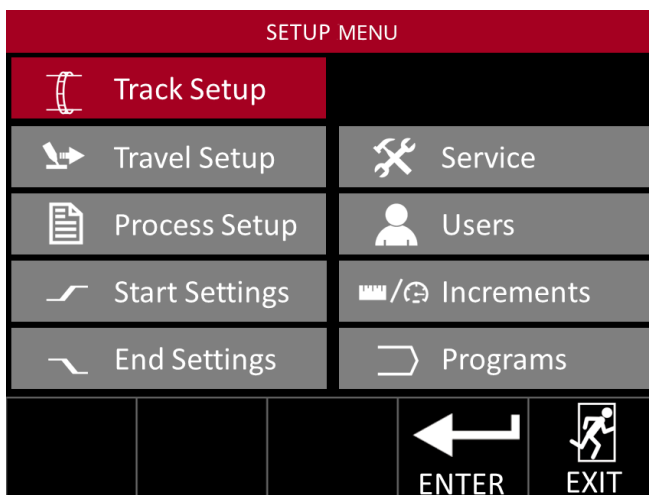 SETUP MENU
Track Setup
Travel Setup
Service
Process Setup
Users
Start Settings
Increments
End Settings
Programs
ENTER
EXIT